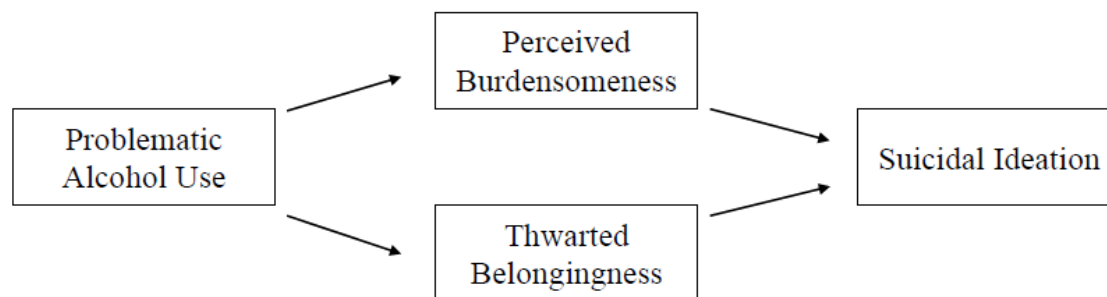 Perceived
Burdensomeness
Problematic
Alcohol Use
Suicidal Ideation
Thwarted
Belongingness